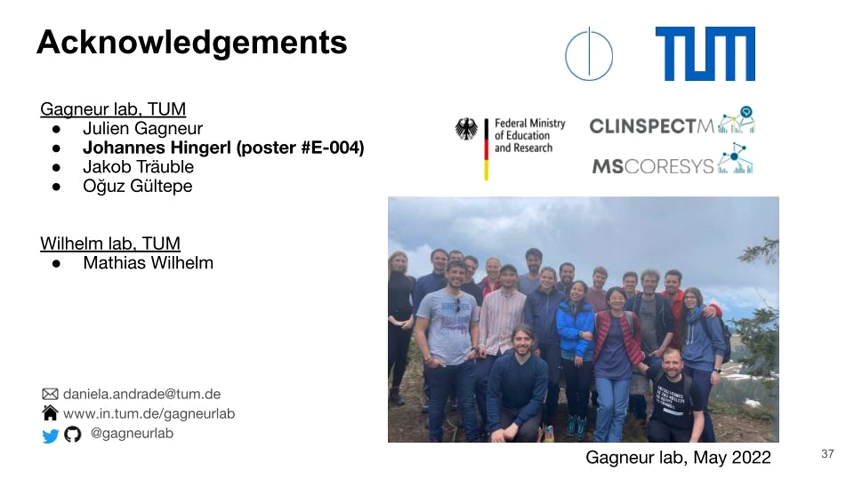 Acknowledgements
TUM
Gagneur lab, TUM
● Julien Gagneur
● Johannes Hingerl (poster #E-004)
● Jakob Träuble
● Oğuz Gültepe
Federal Ministry
of Education
and Research
CLINSPECTM
MSCORESYS
Wilhelm lab, TUM
● Mathias Wilhelm
daniela.andrade@tum.de
www.in.tum.de/gagneurlab
@gagneurlab
Gagneur lab, May 2022
37